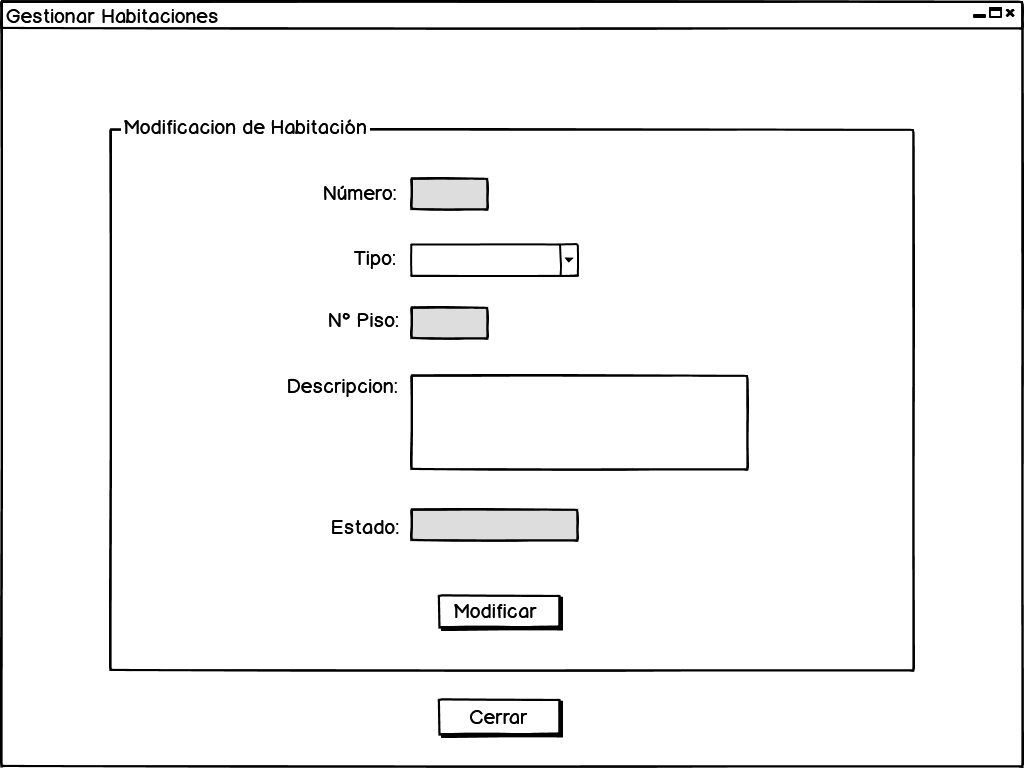 Gestionar Habitaciones
Modificacion de Habitación
Número:
Tipo:
Nº Piso:
Descripcion:
Estado:
Modificar
Cerrar